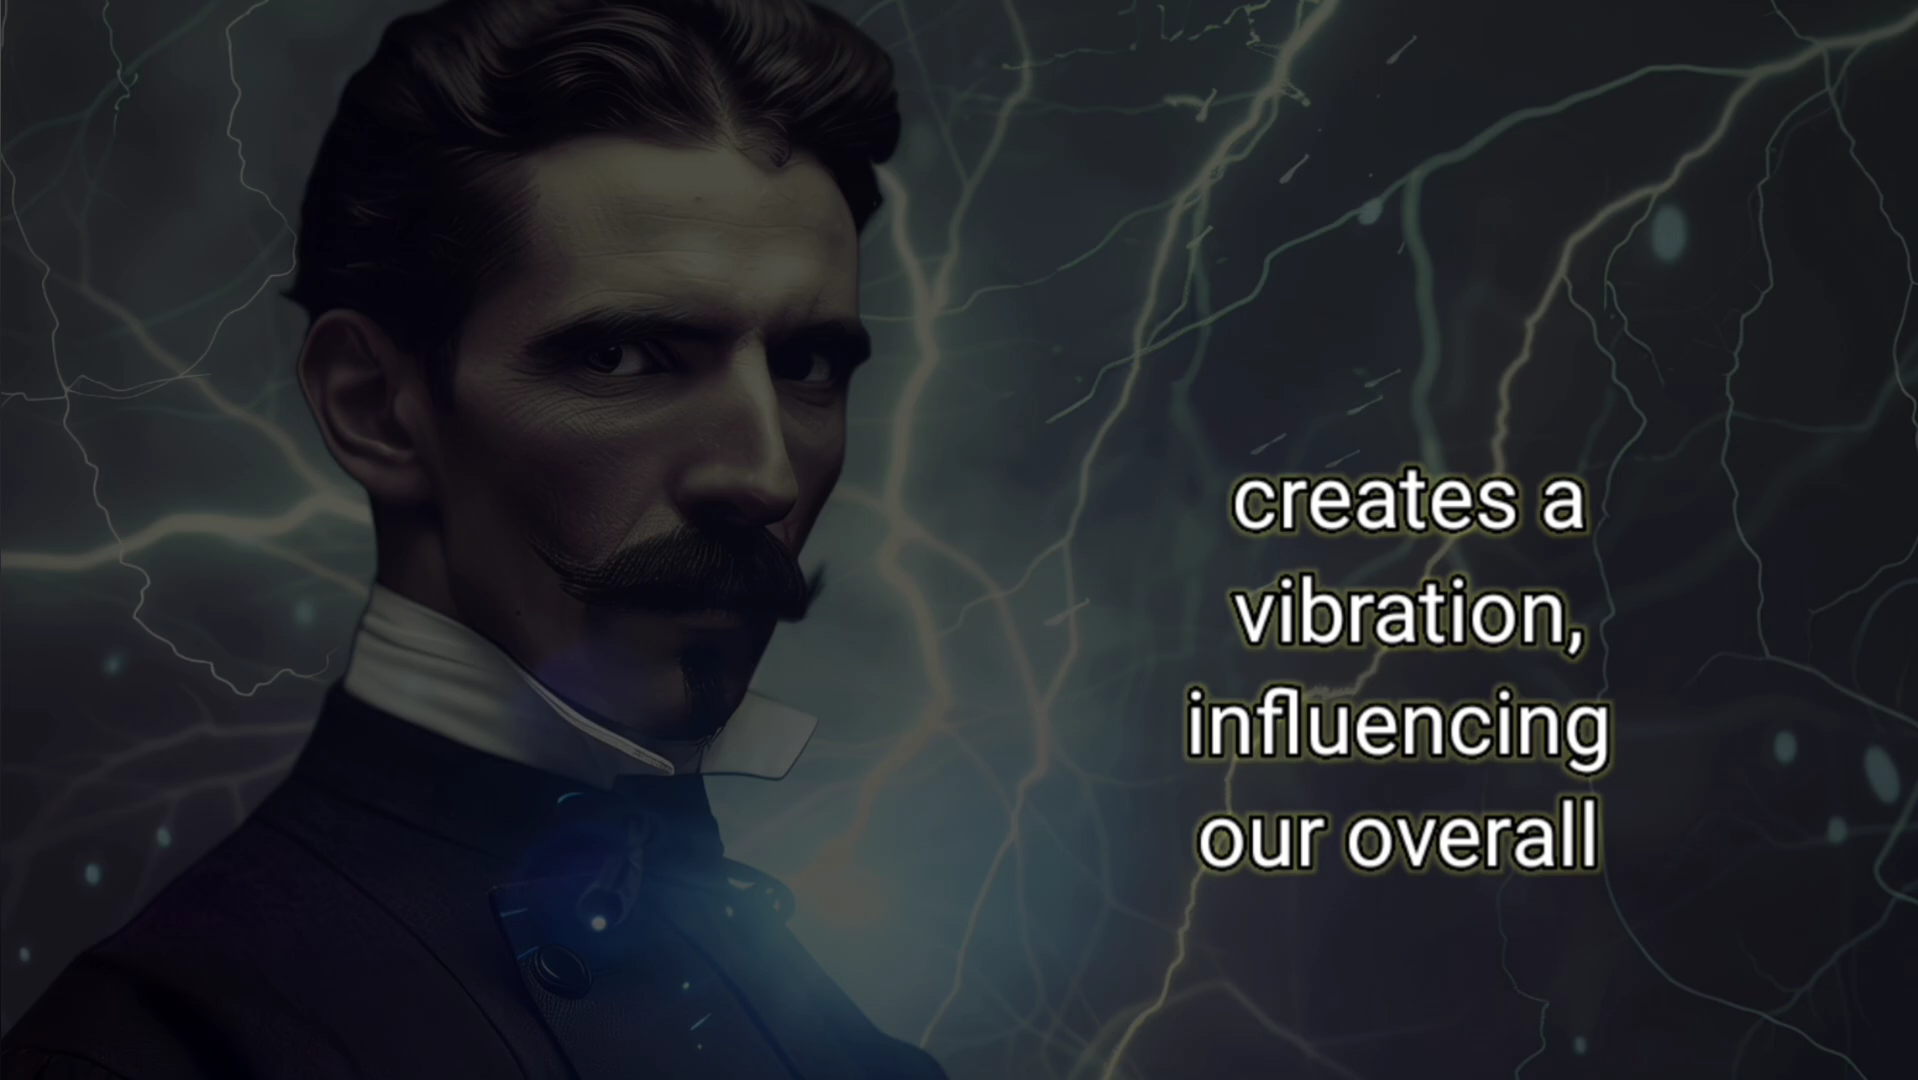 creates a
vibration,
influencing
our overall